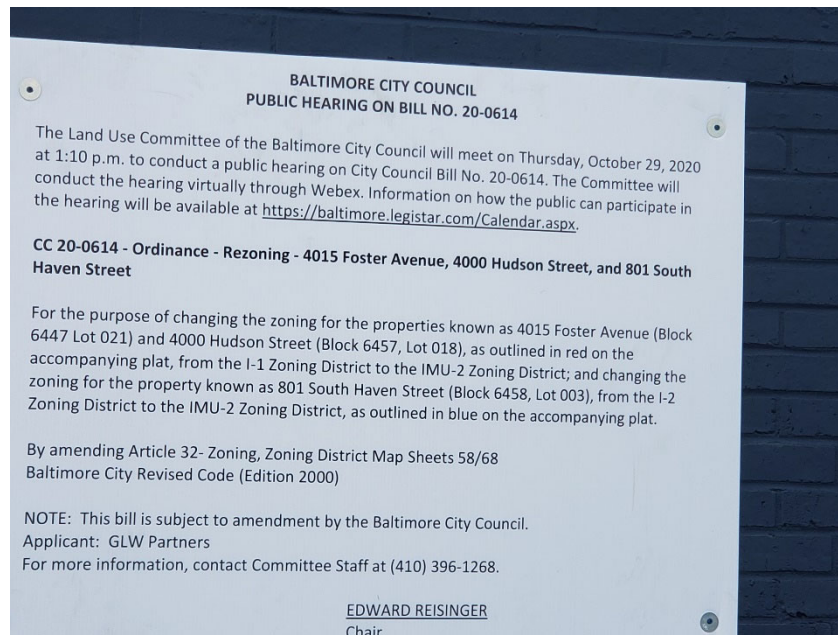 BALTIMORE CITY COUNCIL
PUBLIC HEARING ON BILL NO. 20-0614
The Land Use Committee of the Baltimore City Council will meet on Thursday, October 29, 2020
at 1:10 p.m. to conduct a public hearing on City Council Bill No. 20-0614. The Committee will
conduct the hearing virtually through Webex. Information on how the public can participate in
the hearing will be available at https://baltimore.legistar.com/Calendar.aspx.
CC 20-0614 - Ordinance - Rezoning - 4015 Foster Avenue, 4000 Hudson Street, and 801 South
Haven Street
For the purpose of changing the zoning for the properties known as 4015 Foster Avenue (Block
6447 Lot 021) and 4000 Hudson Street (Block 6457, Lot 018), as outlined in red on the
accompanying plat, from the I-1 Zoning District to the IMU-2 Zoning District; and changing the
zoning for the property known as 801 South Haven Street (Block 6458, Lot 003), from the I-2
Zoning District to the IMU-2 Zoning District, as outlined in blue on the accompanying plat.
By amending Article 32- Zoning, Zoning District Map Sheets 58/68
Baltimore City Revised Code (Edition 2000)
NOTE: This bill is subject to amendment by the Baltimore City Council.
Applicant: GLW Partners
For more information, contact Committee Staff at (410) 396-1268.
EDWARD REISINGER
Chair